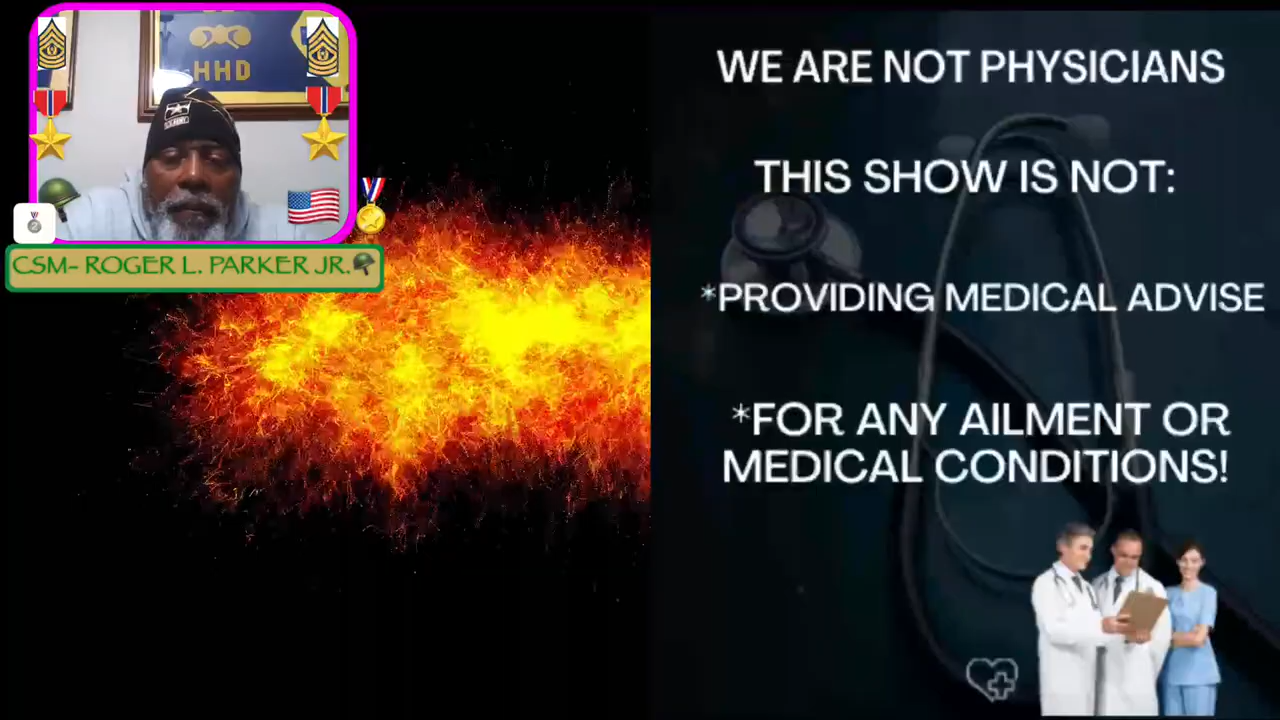 HHD
U.S. ARMY
CSM- ROGER L. PARKER JR.
WE ARE NOT PHYSICIANS
THIS SHOW IS NOT:
*PROVIDING MEDICAL ADVISE
*FOR ANY AILMENT OR
MEDICAL CONDITIONS!